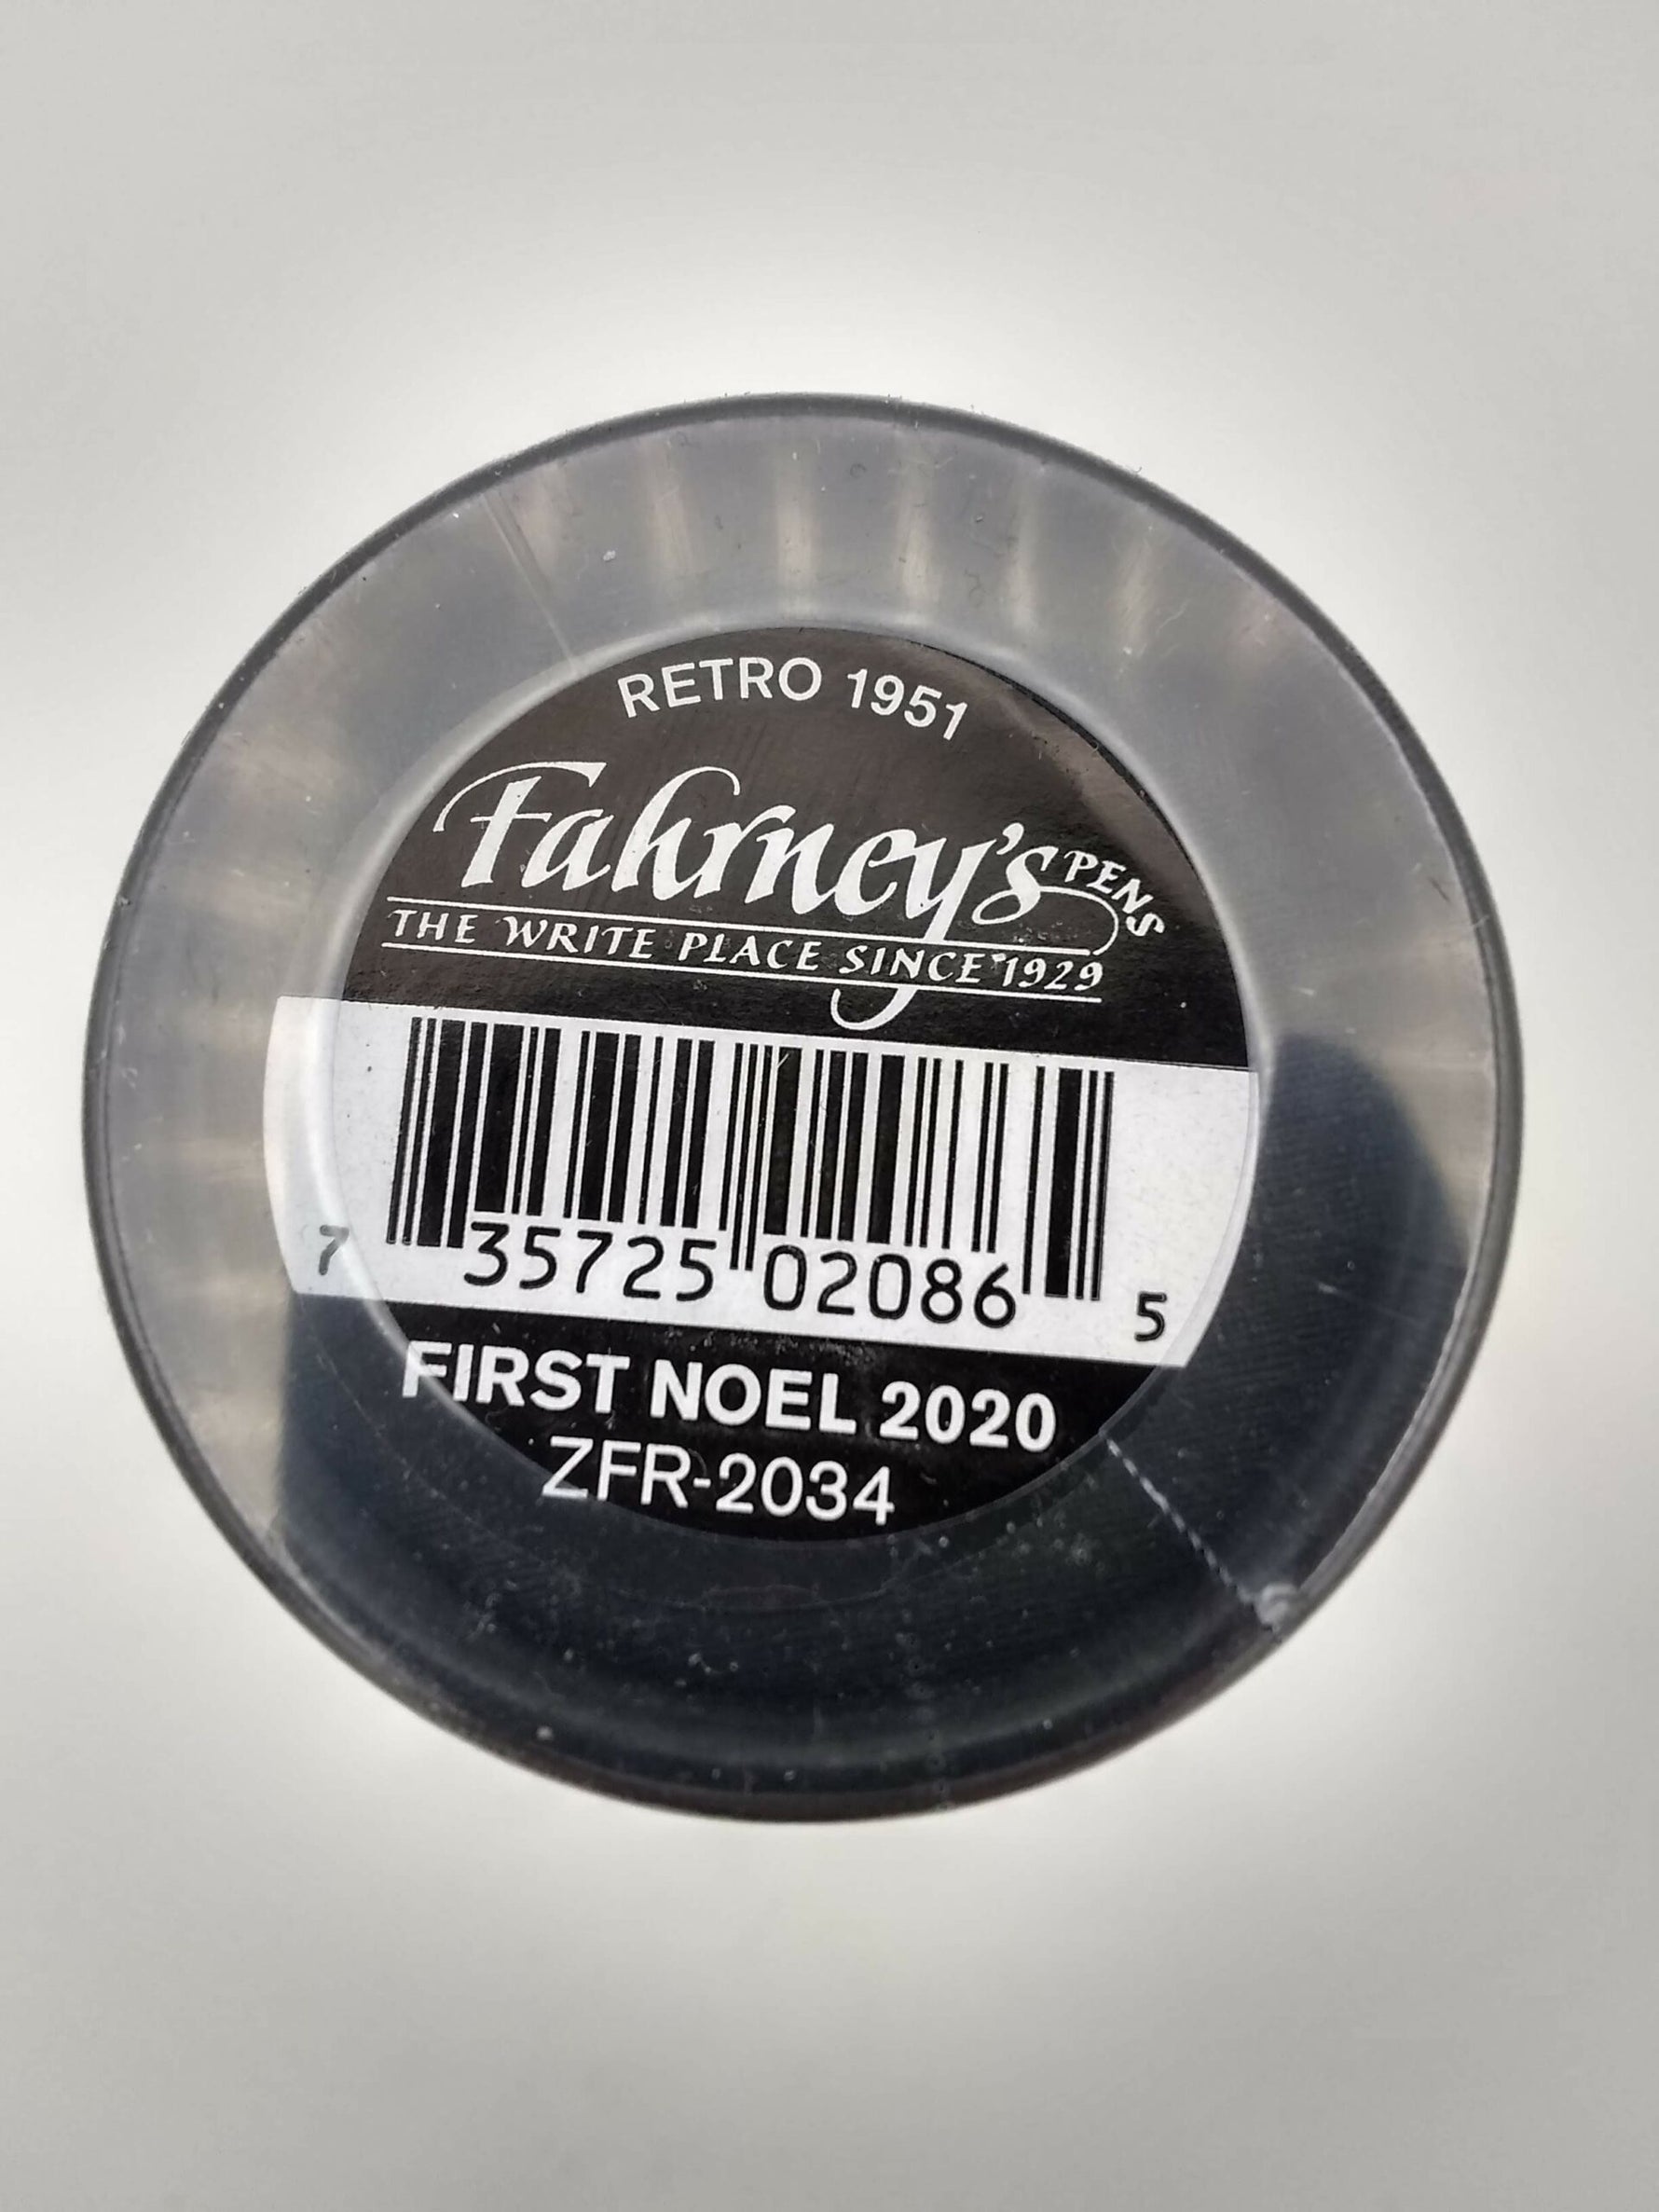 RETRO 1951
Fahrney's PENS
THE WRITE PLACE SINCE 1929
7 35725 02086 5
FIRST NOEL 2020
ZFR-2034